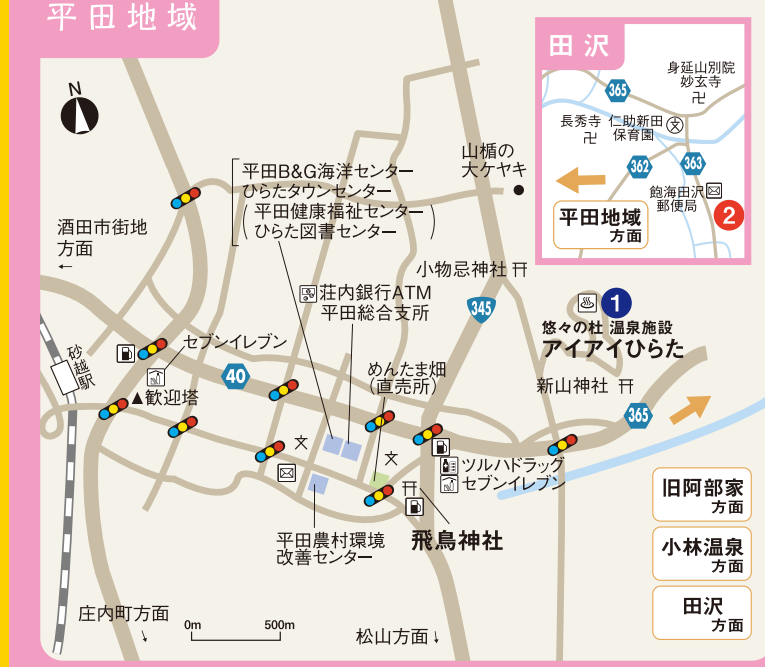 平田地域
田沢
365
身延山別院
妙玄寺
長秀寺
仁助新田
保育園
362
363
飽海田沢
郵便局
2
平田地域
方面
N
平田B&G海洋センター
ひらたタウンセンター
(平田健康福祉センター
ひらた図書センター)
山楯の
大ケヤキ
酒田市街地
方面
←
小物忌神社
荘内銀行ATM
平田総合支所
345
1
悠々の杜 温泉施設
アイアイひらた
砂越駅
セブンイレブン
40
めんたま畑
(直売所)
新山神社
▲歓迎塔
365
文
文
ツルハドラッグ
セブンイレブン
旧阿部家
方面
平田農村環境
改善センター
飛鳥神社
小林温泉
方面
田沢
方面
庄内町方面
↓
0m
500m
松山方面↓